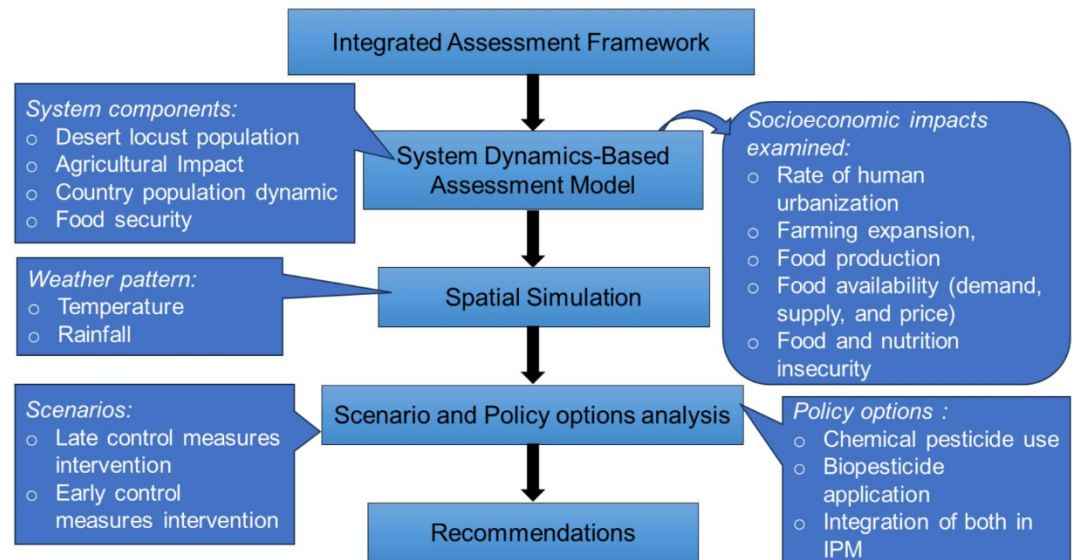 Integrated Assessment Framework
System components:
o Desert locust population
o Agricultural Impact
o Country population dynamic
o Food security
System Dynamics-Based
Assessment Model
Socioeconomic impacts
examined:
o Rate of human
urbanization
o Farming expansion,
o Food production
o Food availability (demand,
supply, and price)
o Food and nutrition
insecurity
Weather pattern:
o Temperature
o Rainfall
Spatial Simulation
Scenarios:
o Late control measures
intervention
o Early control
measures intervention
Scenario and Policy options analysis
Policy options :
o Chemical pesticide use
o Biopesticide
application
o Integration of both in
IPM
Recommendations